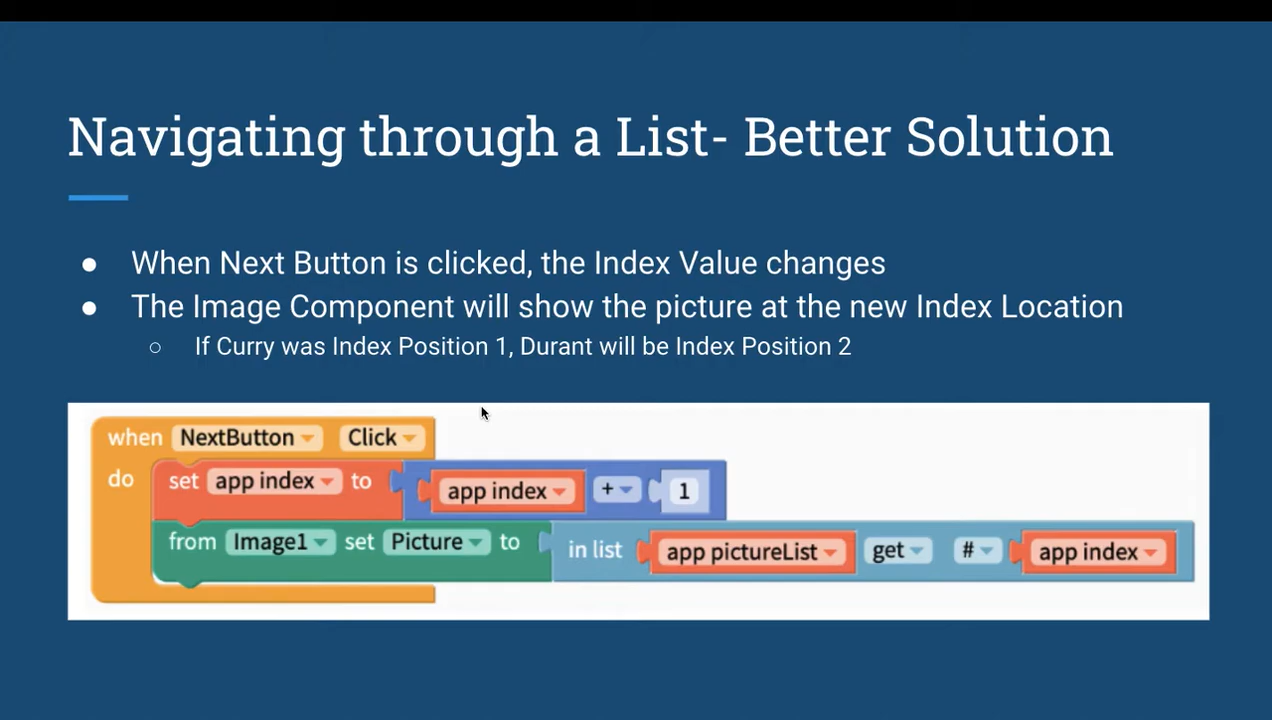 Navigating through a List- Better Solution
● When Next Button is clicked, the Index Value changes
● The Image Component will show the picture at the new Index Location
○ If Curry was Index Position 1, Durant will be Index Position 2
when NextButton Click
do set app index to app index + 1
from Image1 set Picture to in list app pictureList get # app index